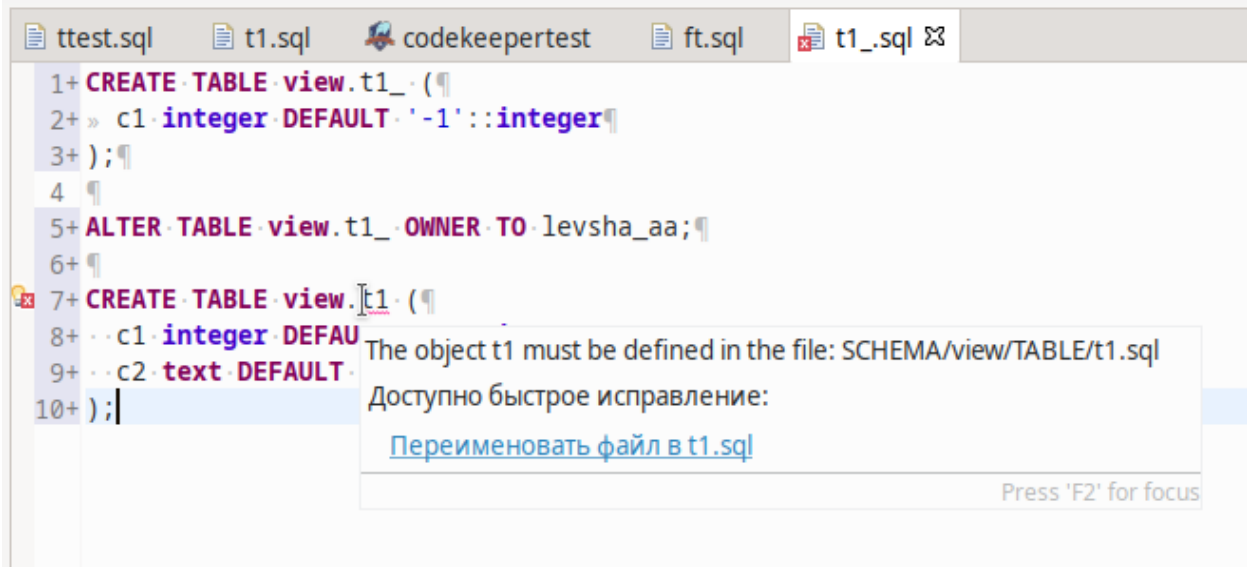 ttest.sql t1.sql codekeepertest ft.sql t1_.sql
1+ CREATE TABLE view.t1_ (¶
2+ » c1 integer DEFAULT '-1'::integer¶
3+ );¶
4 ¶
5+ ALTER TABLE view.t1_ OWNER TO levsha_aa;¶
6+ ¶
7+ CREATE TABLE view.t1 (¶
8+ ··c1 integer DEFAU
The object t1 must be defined in the file: SCHEMA/view/TABLE/t1.sql
9+ ··c2 text DEFAULT
Доступно быстрое исправление:
10+ );
Переименовать файл в t1.sql
Press 'F2' for focus